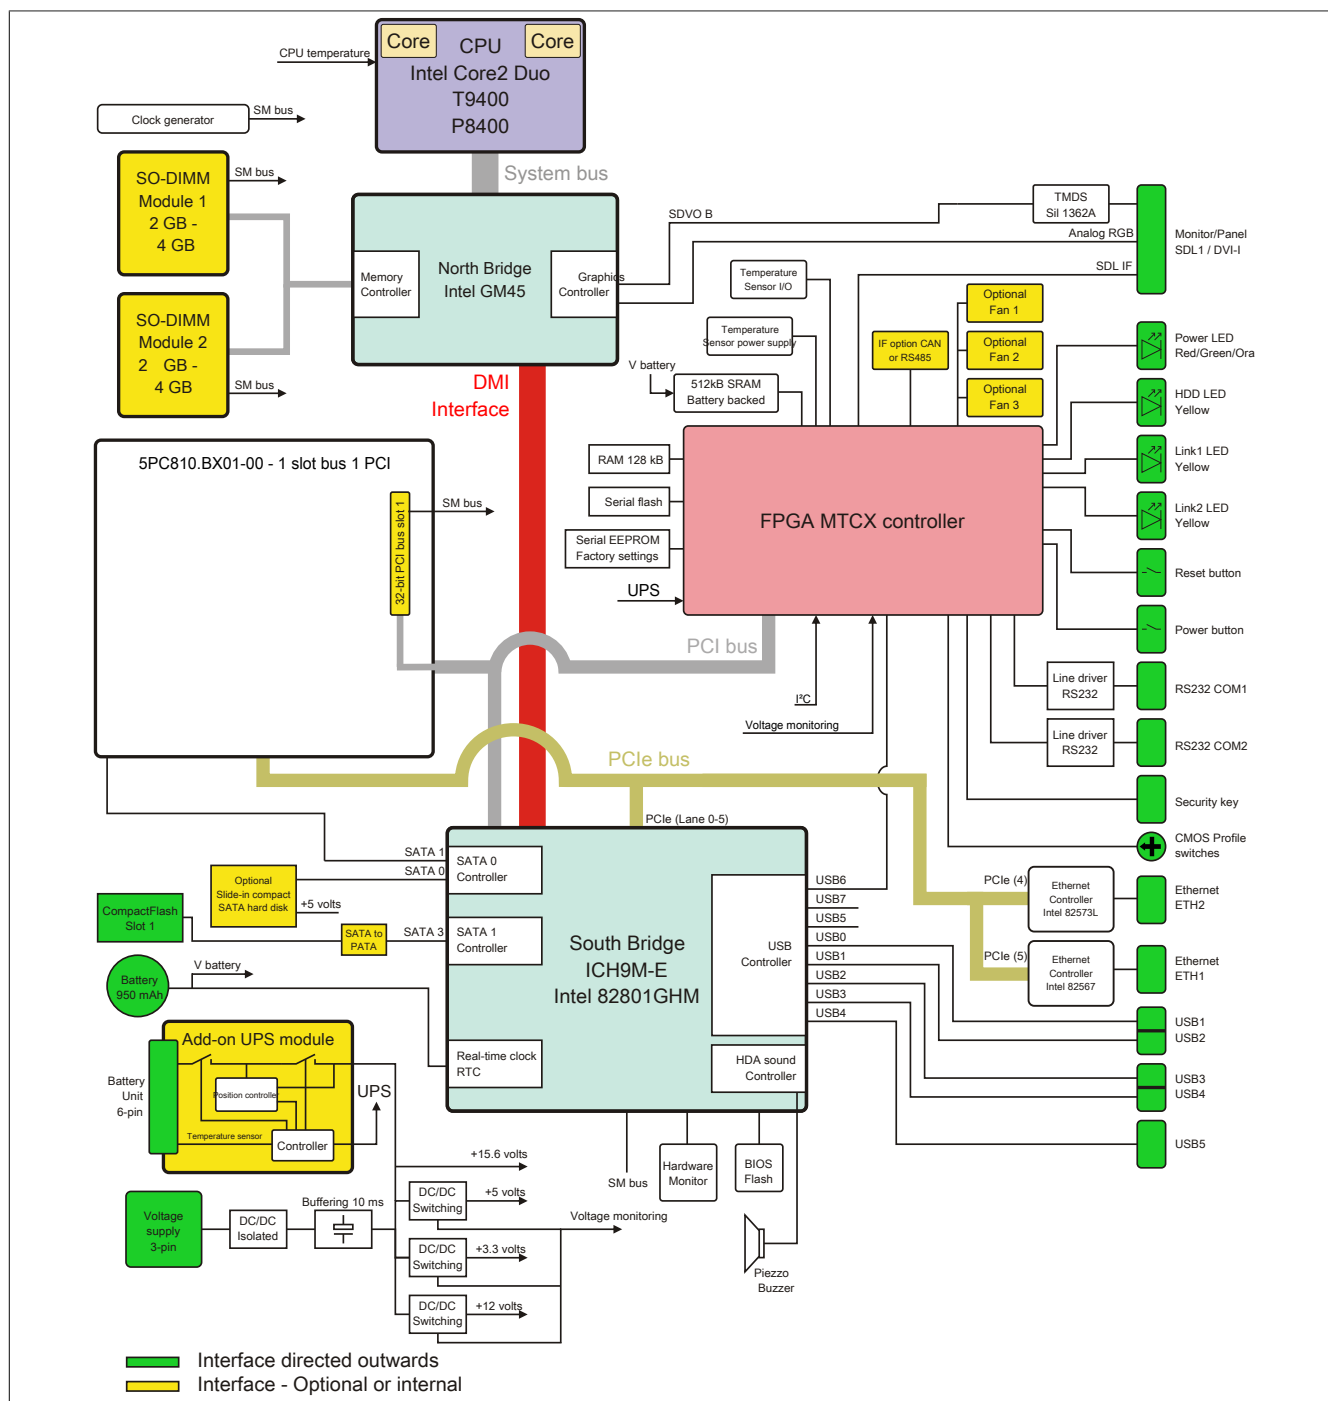 Core
CPU
Core
Intel Core2 Duo
T9400
P8400
CPU temperature
Clock generator
SM bus
System bus
SO-DIMM
Module 1
2 GB -
4 GB
SM bus
SO-DIMM
Module 2
2 GB -
4 GB
SM bus
Memory
Controller
North Bridge
Intel GM45
Graphics
Controller
SDVO B
TMDS
Sil 1362A
Analog RGB
SDL IF
Monitor/Panel
SDL1 / DVI-I
Temperature
Sensor I/O
Temperature
Sensor power supply
V battery
512kB SRAM
Battery backed
IF option CAN
or RS485
Optional
Fan 1
Optional
Fan 2
Optional
Fan 3
Power LED
Red/Green/Ora
HDD LED
Yellow
Link1 LED
Yellow
Link2 LED
Yellow
Reset button
Power button
DMI
Interface
5PC810.BX01-00 - 1 slot bus 1 PCI
32-bit PCI bus slot 1
SM bus
RAM 128 kB
Serial flash
Serial EEPROM
Factory settings
UPS
FPGA MTCX controller
PCI bus
I²C
Voltage monitoring
Line driver
RS232
RS232 COM1
Line driver
RS232
RS232 COM2
Security key
CMOS Profile
switches
PCIe bus
PCIe (Lane 0-5)
PCIe (4)
Ethernet
Controller
Intel 82573L
Ethernet
ETH2
PCIe (5)
Ethernet
Controller
Intel 82567
Ethernet
ETH1
SATA 1
SATA 0
SATA 0
Controller
Optional
Slide-in compact
SATA hard disk
+5 volts
CompactFlash
Slot 1
SATA to
PATA
SATA 3
SATA 1
Controller
Battery
950 mAh
V battery
Real-time clock
RTC
South Bridge
ICH9M-E
Intel 82801GHM
USB
Controller
HDA sound
Controller
USB6
USB7
USB5
USB0
USB1
USB2
USB3
USB4
USB1
USB2
USB3
USB4
USB5
Add-on UPS module
Battery
Unit
6-pin
Position controller
Temperature sensor
Controller
UPS
SM bus
Hardware
Monitor
BIOS
Flash
Piezzo
Buzzer
+15.6 volts
Voltage
supply
3-pin
DC/DC
Isolated
Buffering 10 ms
DC/DC
Switching
+5 volts
Voltage monitoring
DC/DC
Switching
+3.3 volts
DC/DC
Switching
+12 volts
Interface directed outwards
Interface - Optional or internal